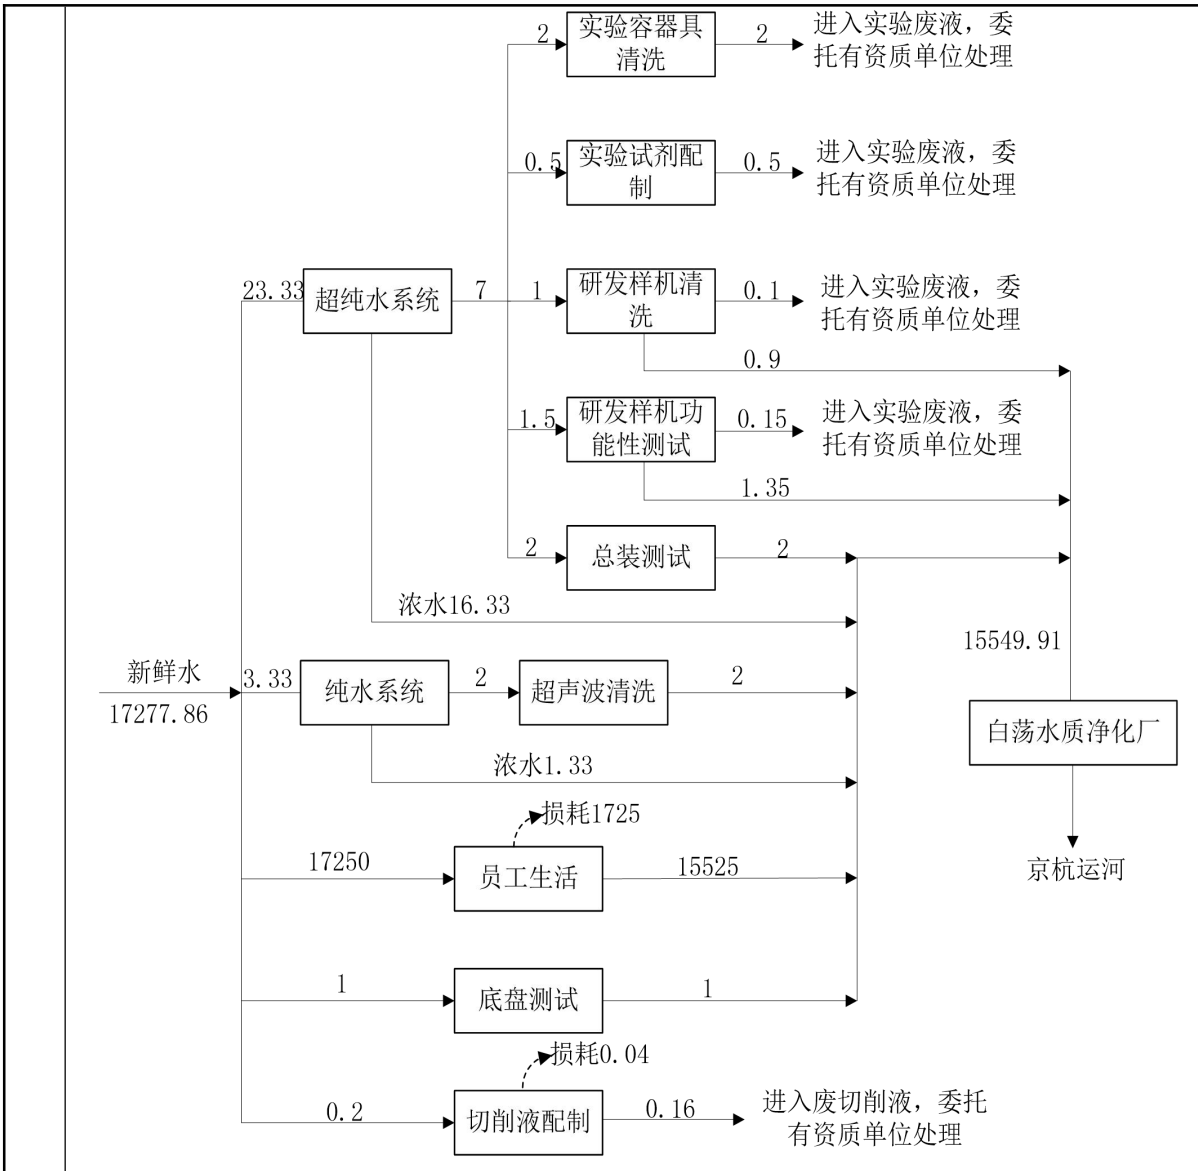 2
实验容器具
清洗
2
进入实验废液，委
托有资质单位处理
0.5
实验试剂配
制
0.5
进入实验废液，委
托有资质单位处理
23.33
超纯水系统
7
1
研发样机清
洗
0.1
进入实验废液，委
托有资质单位处理
0.9
1.5
研发样机功
能性测试
0.15
进入实验废液，委
托有资质单位处理
1.35
2
总装测试
2
浓水16.33
15549.91
新鲜水
17277.86
3.33
纯水系统
2
超声波清洗
2
白荡水质净化厂
浓水1.33
损耗1725
17250
员工生活
15525
京杭运河
1
底盘测试
1
损耗0.04
0.2
切削液配制
0.16
进入废切削液，委托
有资质单位处理